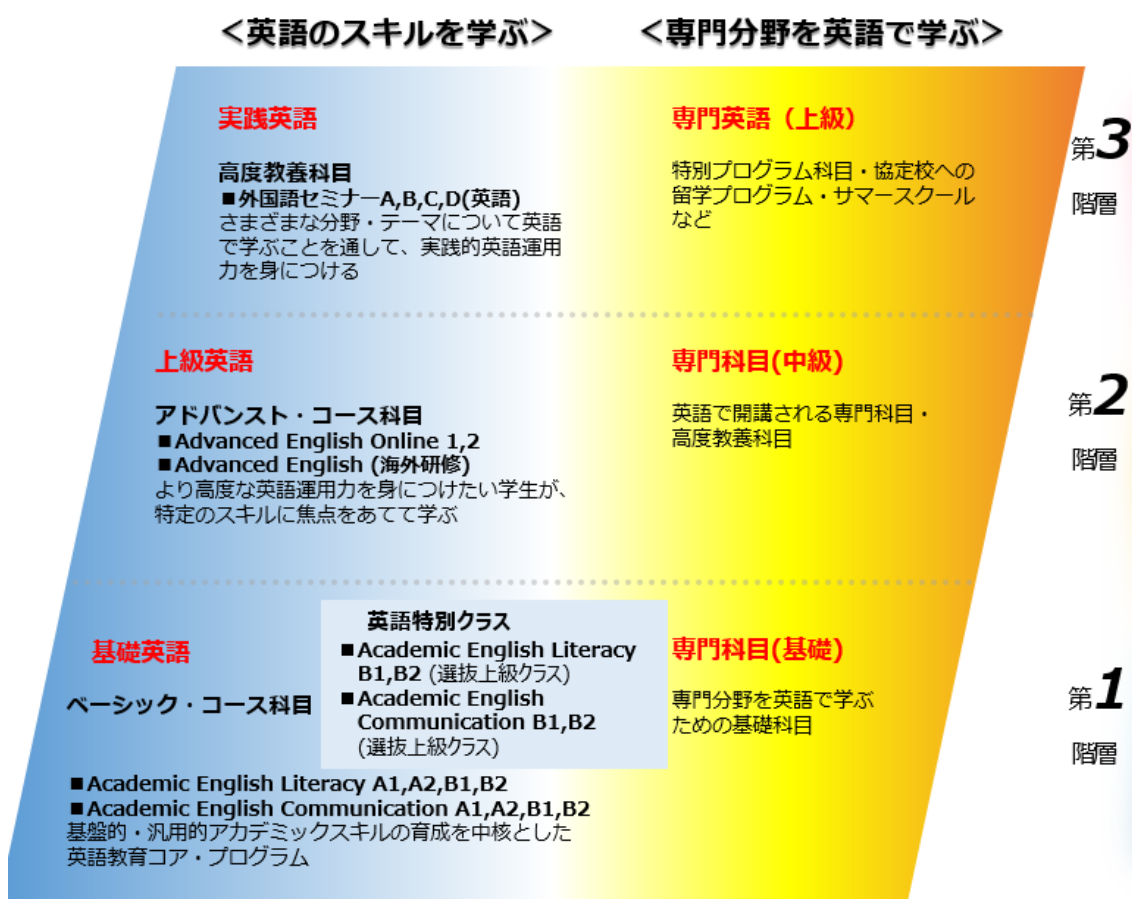 ＜英語のスキルを学ぶ＞
＜専門分野を英語で学ぶ＞
実践英語
高度教養科目
■外国語セミナーA,B,C,D(英語)
さまざまな分野・テーマについて英語
で学ぶことを通して、実践的英語運用
力を身につける
専門英語（上級）
特別プログラム科目・協定校への
留学プログラム・サマースクール
など
第3
階層
上級英語
アドバンスト・コース科目
■Advanced English Online 1,2
■Advanced English (海外研修)
より高度な英語運用力を身につけたい学生が、
特定のスキルに焦点をあてて学ぶ
専門科目(中級)
英語で開講される専門科目・
高度教養科目
第2
階層
基礎英語
ベーシック・コース科目
英語特別クラス
■Academic English Literacy
B1,B2 (選抜上級クラス)
■Academic English
Communication B1,B2
(選抜上級クラス)
■Academic English Literacy A1,A2,B1,B2
■Academic English Communication A1,A2,B1,B2
基盤的・汎用的アカデミックスキルの育成を中核とした
英語教育コア・プログラム
専門科目(基礎)
専門分野を英語で学ぶ
ための基礎科目
第1
階層